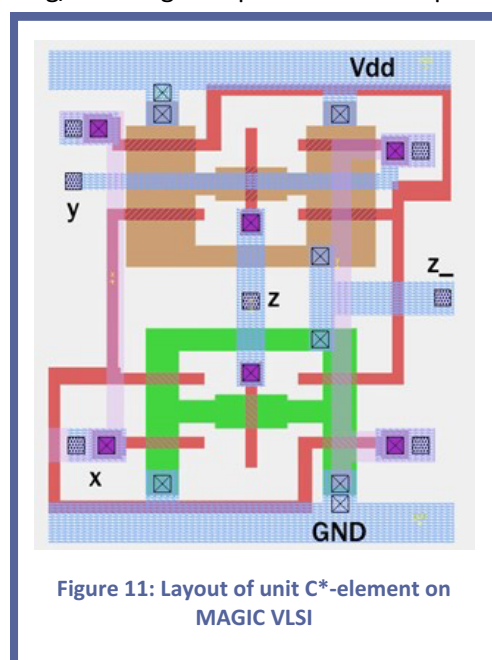 Vdd
y
z_
z
x
GND
Figure 11: Layout of unit C*-element on
MAGIC VLSI